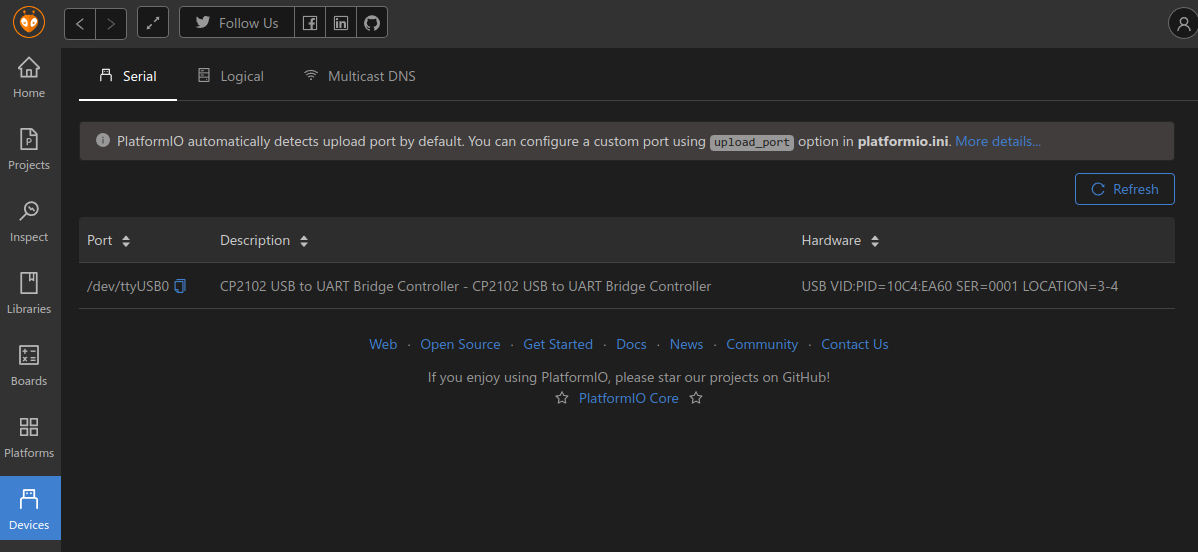 Follow Us
Home
Projects
Inspect
Libraries
Boards
Platforms
Devices
Serial Logical Multicast DNS
PlatformIO automatically detects upload port by default. You can configure a custom port using upload_port option in platformio.ini. More details...
Refresh
Port Description Hardware
/dev/ttyUSB0 CP2102 USB to UART Bridge Controller - CP2102 USB to UART Bridge Controller USB VID:PID=10C4:EA60 SER=0001 LOCATION=3-4
Web · Open Source · Get Started · Docs · News · Community · Contact Us
If you enjoy using PlatformIO, please star our projects on GitHub!
PlatformIO Core